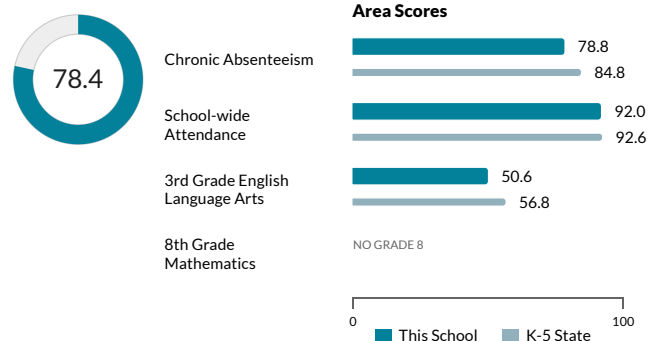 Area Scores
78.4
Chronic Absenteeism
78.8
84.8
School-wide
Attendance
92.0
92.6
3rd Grade English
Language Arts
50.6
56.8
8th Grade
Mathematics
NO GRADE 8
0
100
This School
K-5 State